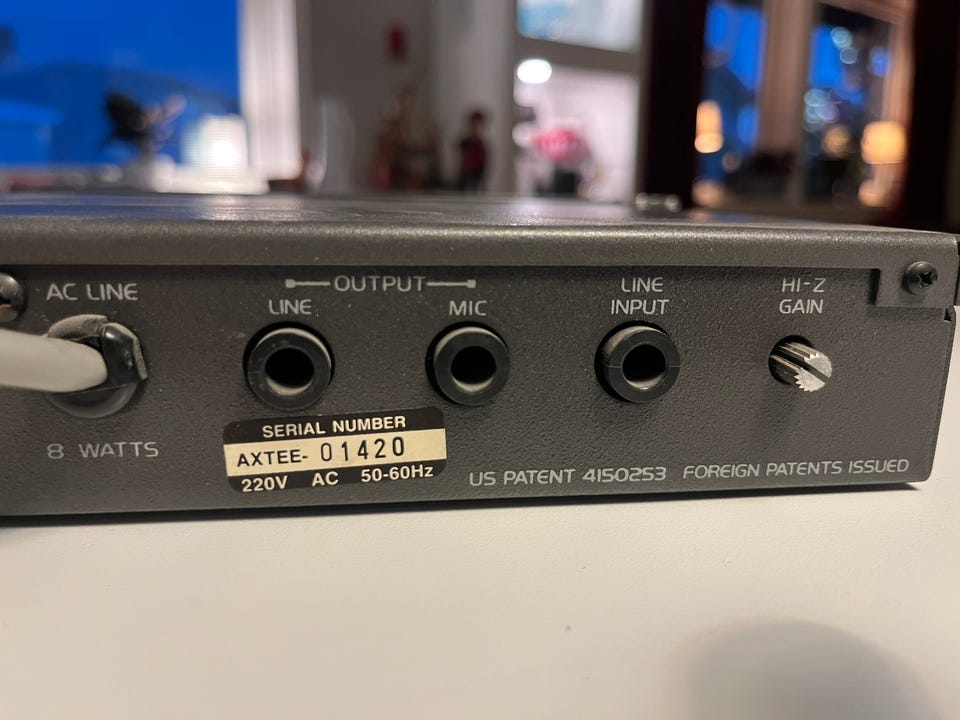 AC LINE
8 WATTS
OUTPUT
LINE
MIC
LINE
INPUT
HI-Z
GAIN
SERIAL NUMBER
AXTEE-01420
220V AC 50-60Hz
US PATENT 4150253 FOREIGN PATENTS ISSUED